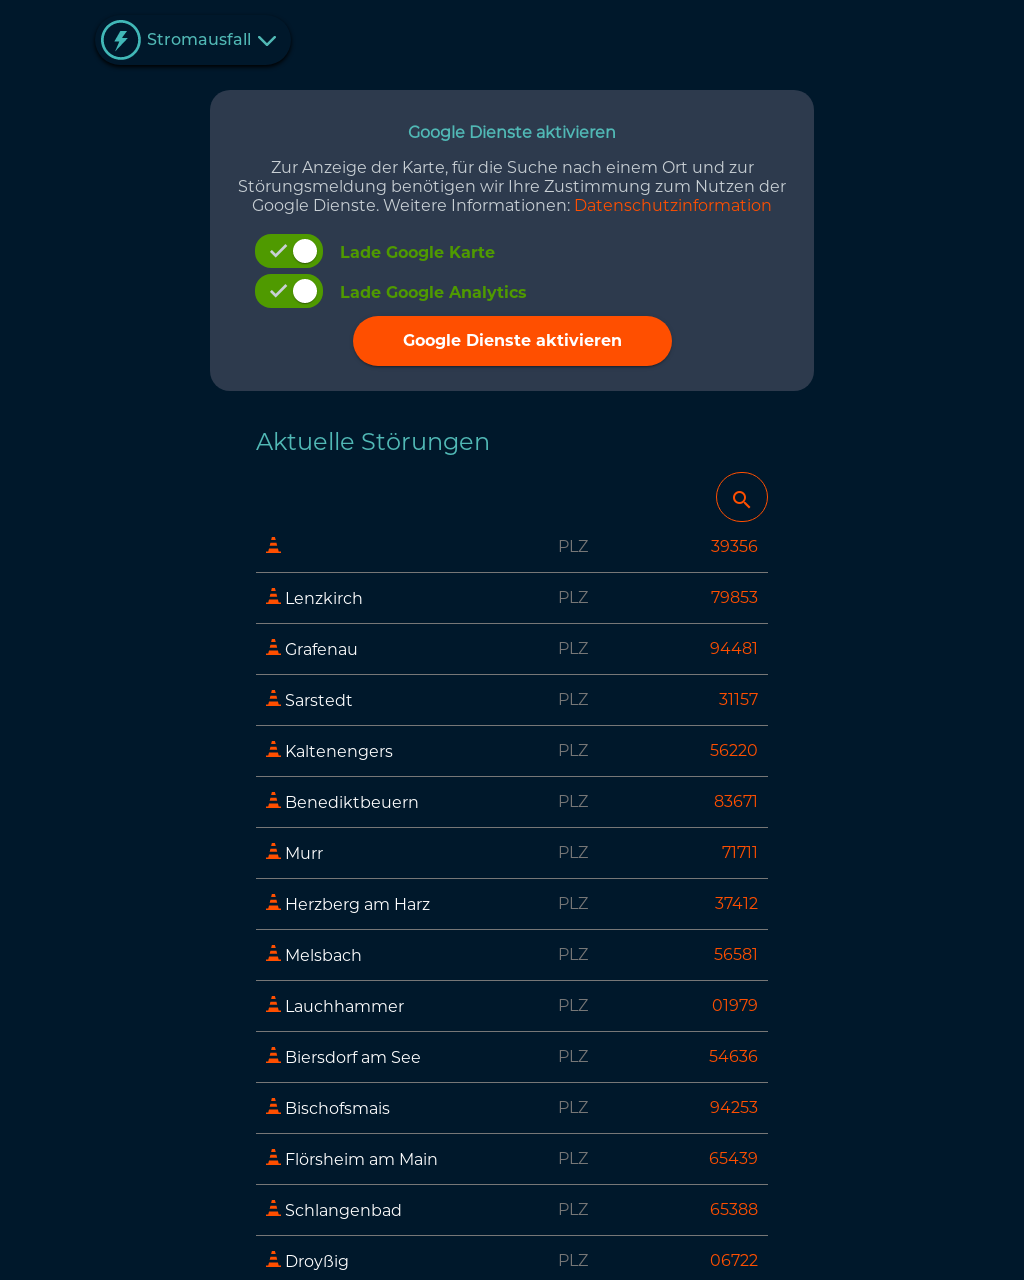 Stromausfall
Google Dienste aktivieren
Zur Anzeige der Karte, für die Suche nach einem Ort und zur
Störungsmeldung benötigen wir Ihre Zustimmung zum Nutzen der
Google Dienste. Weitere Informationen: Datenschutzinformation
Lade Google Karte
Lade Google Analytics
Google Dienste aktivieren
Aktuelle Störungen
PLZ 39356
Lenzkirch PLZ 79853
Grafenau PLZ 94481
Sarstedt PLZ 31157
Kaltenengers PLZ 56220
Benediktbeuern PLZ 83671
Murr PLZ 71711
Herzberg am Harz PLZ 37412
Melsbach PLZ 56581
Lauchhammer PLZ 01979
Biersdorf am See PLZ 54636
Bischofsmais PLZ 94253
Flörsheim am Main PLZ 65439
Schlangenbad PLZ 65388
Droyßig PLZ 06722